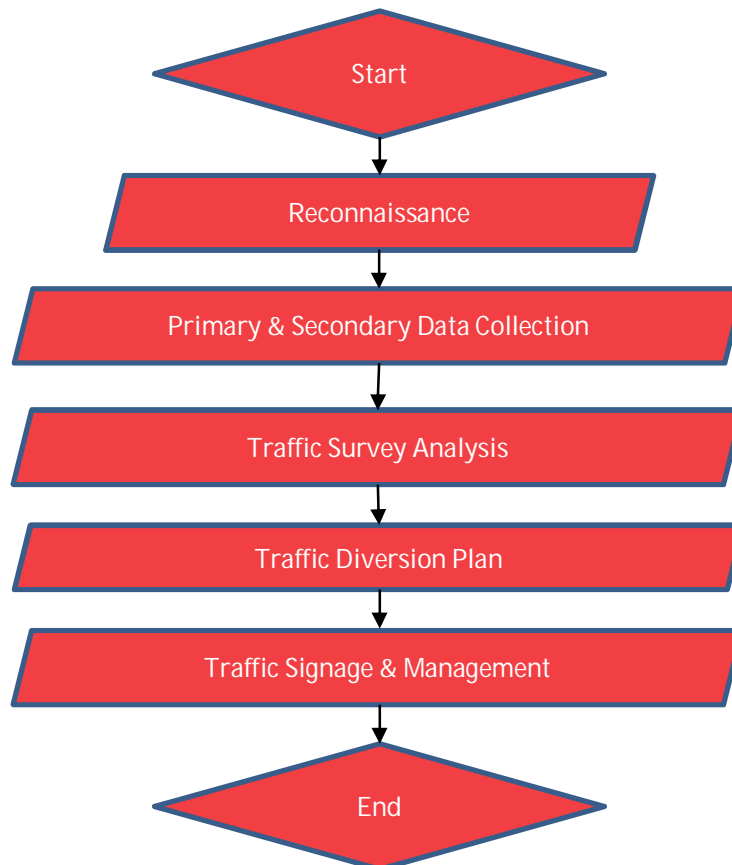 Start
Reconnaissance
Primary & Secondary Data Collection
Traffic Survey Analysis
Traffic Diversion Plan
Traffic Signage & Management
End